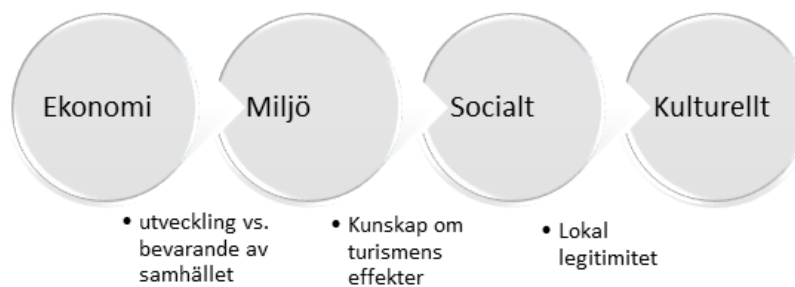 Ekonomi
Miljö
Socialt
Kulturellt
• utveckling vs.
bevarande av
samhället
• Kunskap om
turismens
effekter
• Lokal
legitimitet